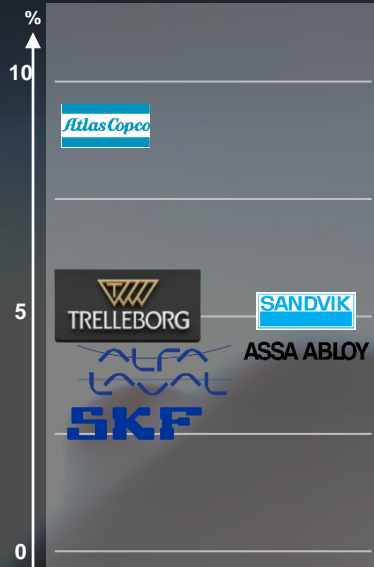 %
10
Atlas Copco
5
TRELLEBORG
SANDVIK
ALFA
LAVAL
ASSA ABLOY
SKF
0